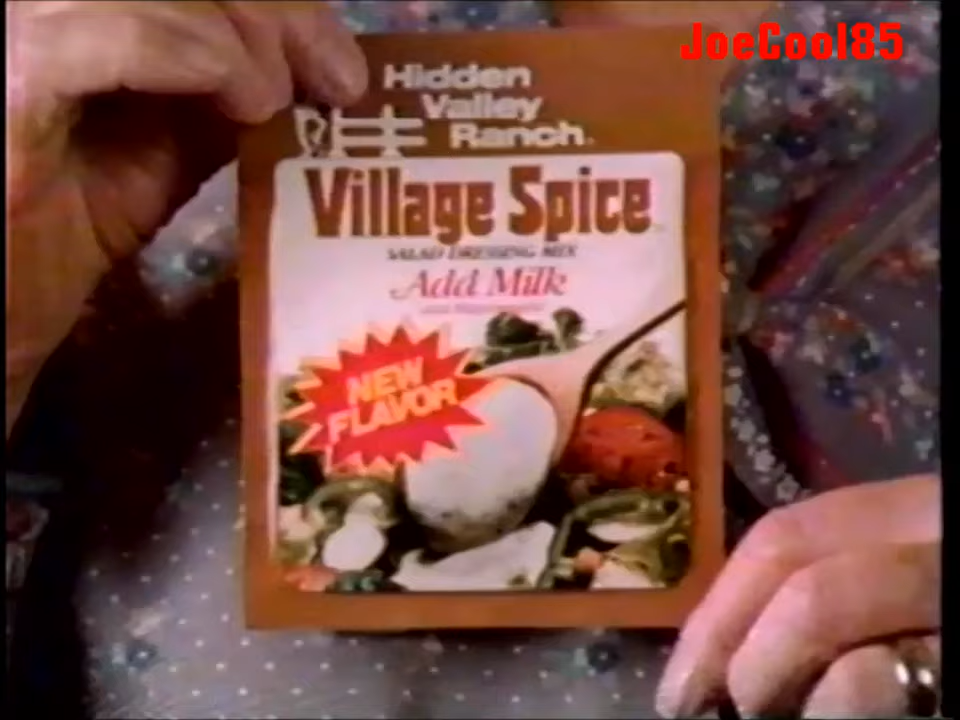 JoeCool85
Hidden
Valley
Ranch.
Village Spice
SALAD DRESSING MIX
Add Milk
NEW
FLAVOR